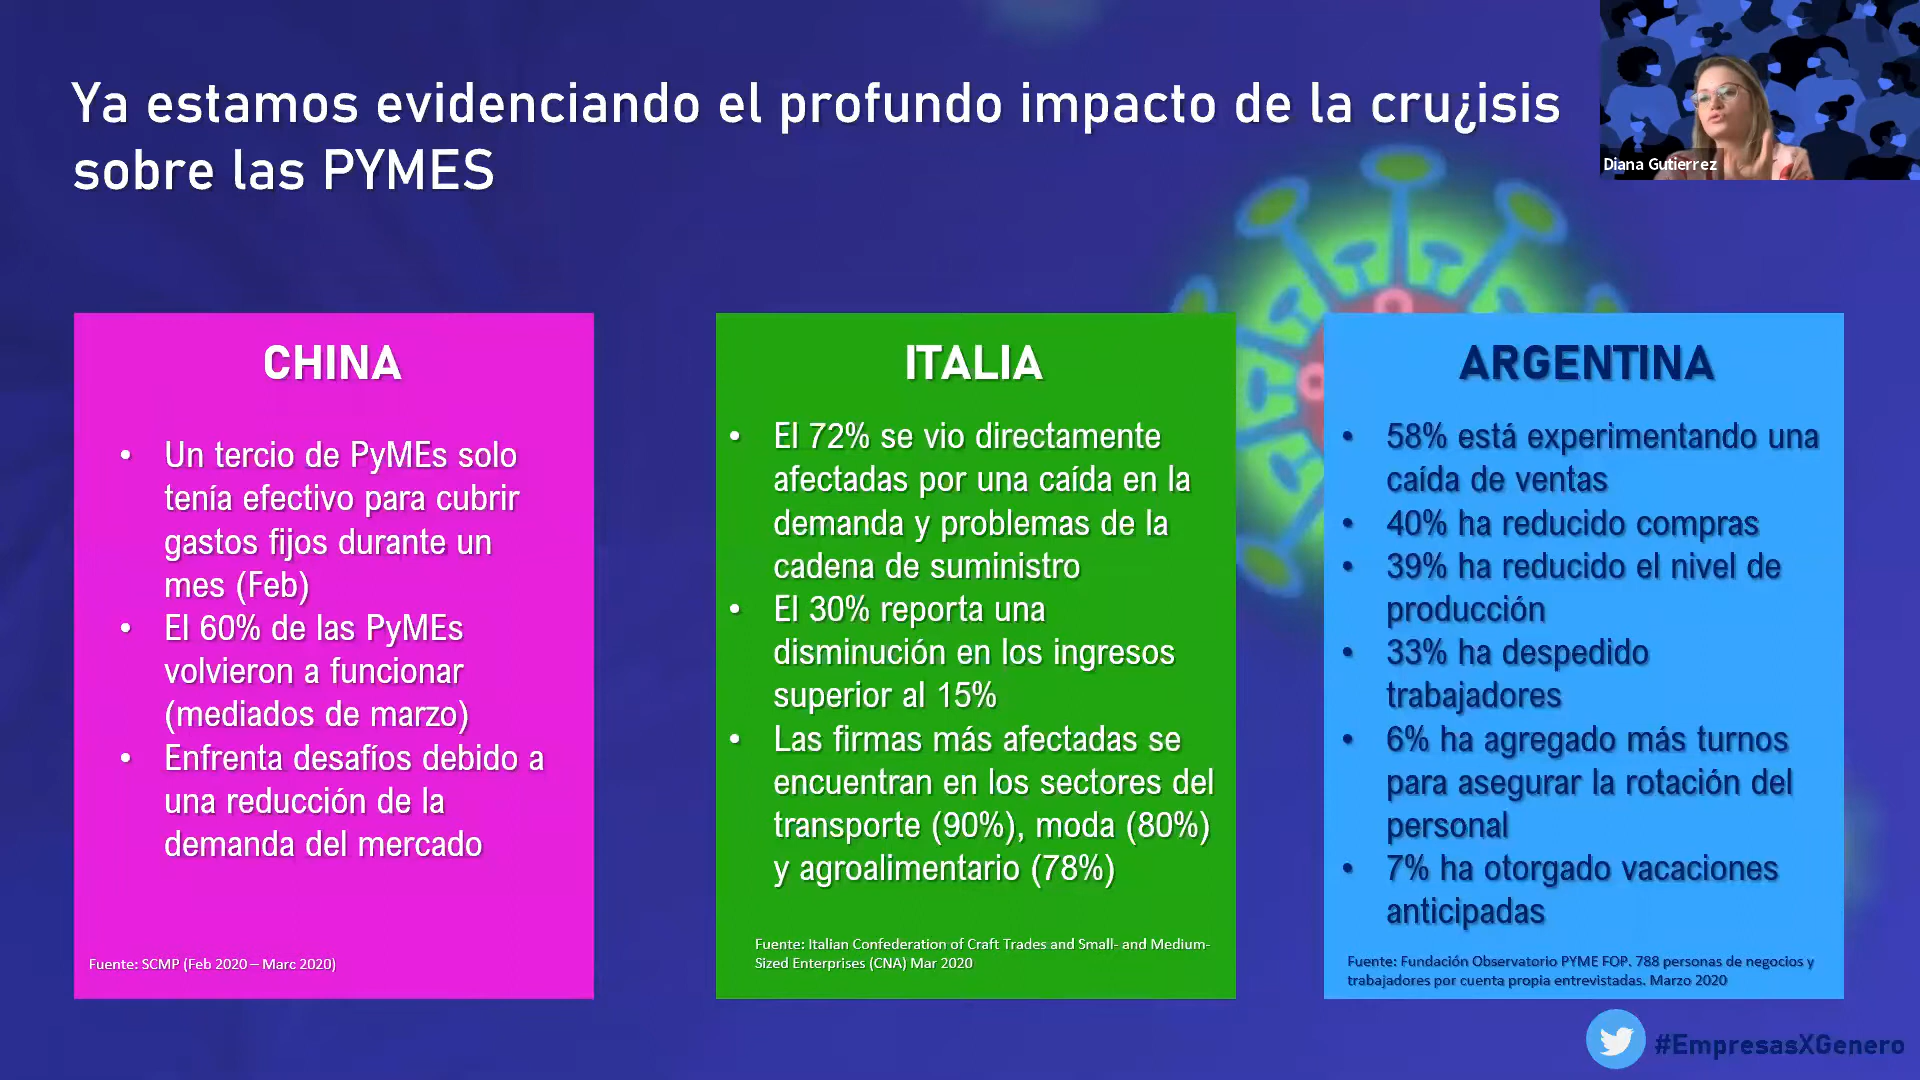 Ya estamos evidenciando el profundo impacto de la cru¿isis
sobre las PYMES
Diana Gutierrez
CHINA
• Un tercio de PyMEs solo
tenía efectivo para cubrir
gastos fijos durante un
mes (Feb)
• El 60% de las PyMEs
volvieron a funcionar
(mediados de marzo)
• Enfrenta desafíos debido a
una reducción de la
demanda del mercado
Fuente: SCMP (Feb 2020 – Marc 2020)
ITALIA
• El 72% se vio directamente
afectadas por una caída en la
demanda y problemas de la
cadena de suministro
• El 30% reporta una
disminución en los ingresos
superior al 15%
• Las firmas más afectadas se
encuentran en los sectores del
transporte (90%), moda (80%)
y agroalimentario (78%)
Fuente: Italian Confederation of Craft Trades and Small- and Medium-
Sized Enterprises (CNA) Mar 2020
ARGENTINA
• 58% está experimentando una
caída de ventas
• 40% ha reducido compras
• 39% ha reducido el nivel de
producción
• 33% ha despedido
trabajadores
• 6% ha agregado más turnos
para asegurar la rotación del
personal
• 7% ha otorgado vacaciones
anticipadas
Fuente: Fundación Observatorio PYME FOP. 788 personas de negocios y
trabajadores por cuenta propia entrevistadas. Marzo 2020
#EmpresasXGenero